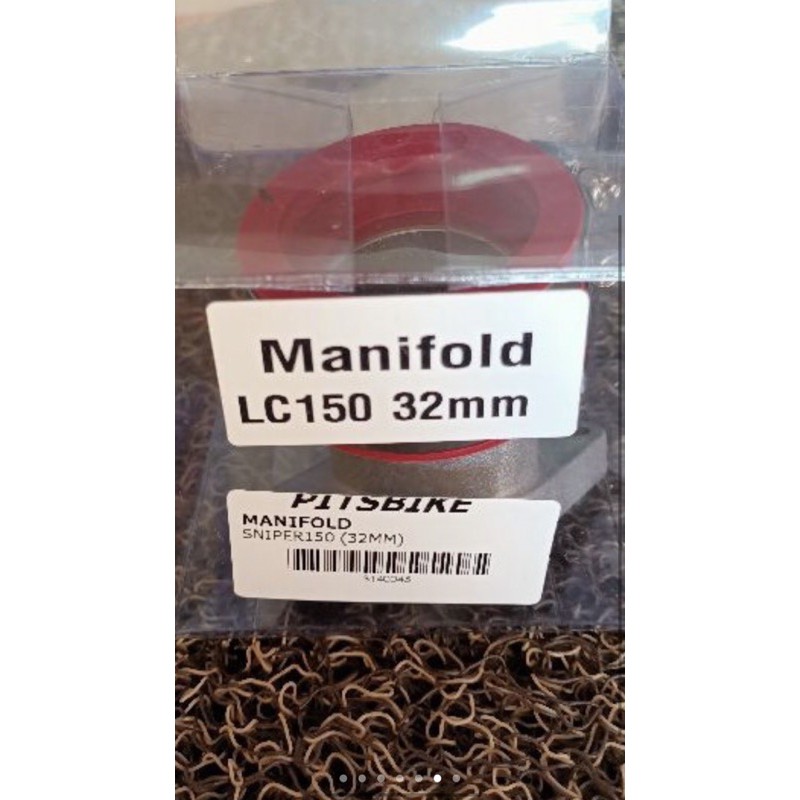 Manifold
LC150 32mm
PITSBIKE
MANIFOLD
SNIPER150 (32MM)